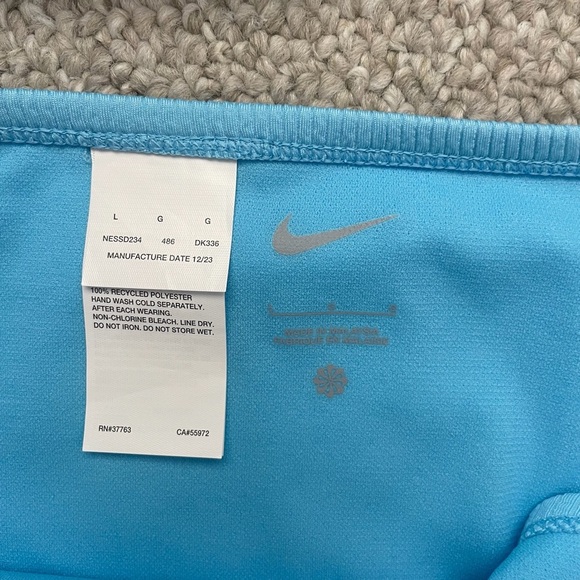 L G G
NESSD234 486 DK336
MANUFACTURE DATE 12/23
100% RECYCLED POLYESTER
HAND WASH COLD SEPARATELY.
AFTER EACH WEARING.
NON-CHLORINE BLEACH. LINE DRY.
DO NOT IRON. DO NOT STORE WET.
RN#37763 CA#55972
L G G